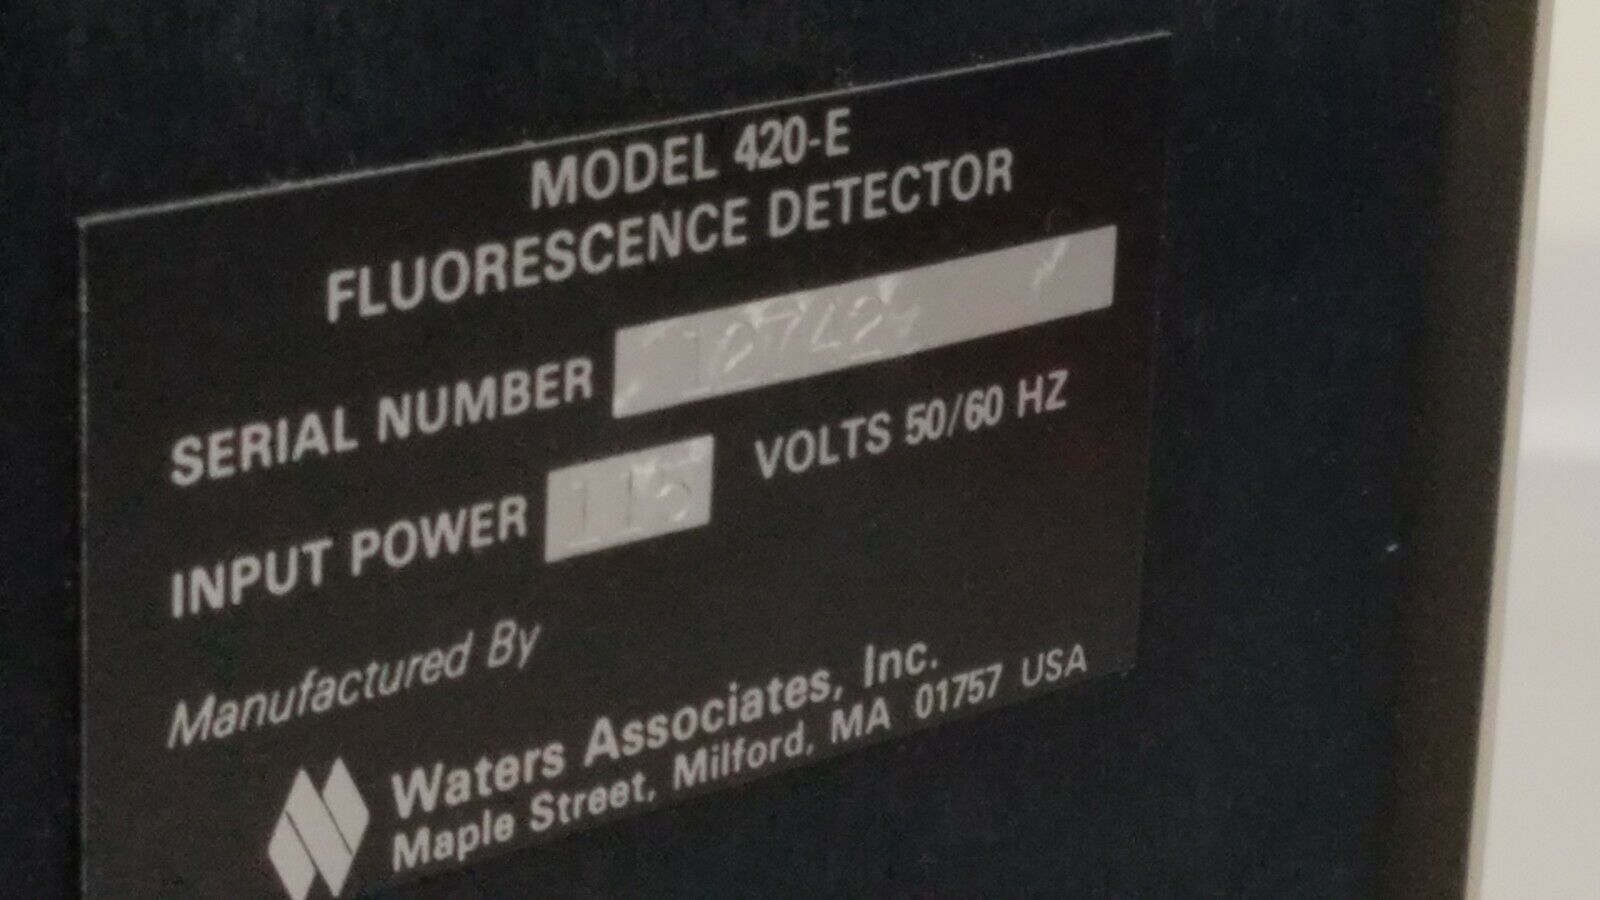 MODEL 420-E
FLUORESCENCE DETECTOR
SERIAL NUMBER
INPUT POWER 115 VOLTS 50/60 HZ
Manufactured By
Waters Associates, Inc.
Maple Street, Milford, MA 01757 USA